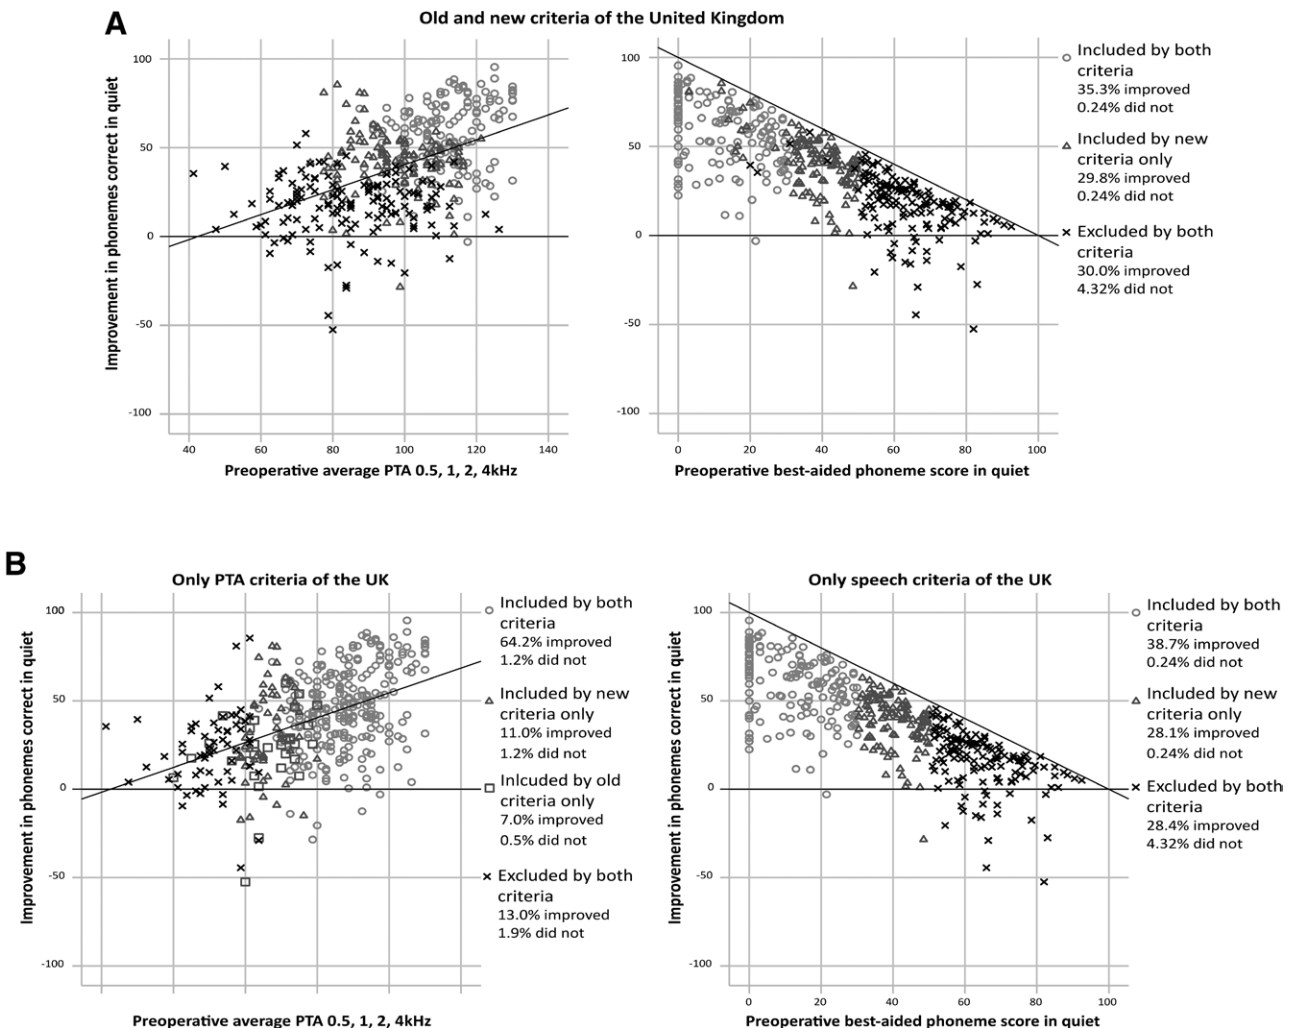 A
Old and new criteria of the United Kingdom
Improvement in phonemes correct in quiet
100
50
0
-50
-100
40 60 80 100 120 140
Preoperative average PTA 0.5, 1, 2, 4kHz
100
50
0
-50
-100
0 20 40 60 80 100
Preoperative best-aided phoneme score in quiet
Included by both
criteria
35.3% improved
0.24% did not
Included by new
criteria only
29.8% improved
0.24% did not
Excluded by both
criteria
30.0% improved
4.32% did not
B
Only PTA criteria of the UK
Improvement in phonemes correct in quiet
100
50
0
-50
-100
Preoperative average PTA 0.5, 1, 2, 4kHz
Included by both
criteria
64.2% improved
1.2% did not
Included by new
criteria only
11.0% improved
1.2% did not
Inlcuded by old
criteria only
7.0% improved
0.5% did not
Excluded by both
criteria
13.0% improved
1.9% did not
Only speech criteria of the UK
Improvement in phonemes correct in quiet
100
50
0
-50
-100
0 20 40 60 80 100
Preoperative best-aided phoneme score in quiet
Included by both
criteria
38.7% improved
0.24% did not
Included by new
criteria only
28.1% improved
0.24% did not
Excluded by both
criteria
28.4% improved
4.32% did not